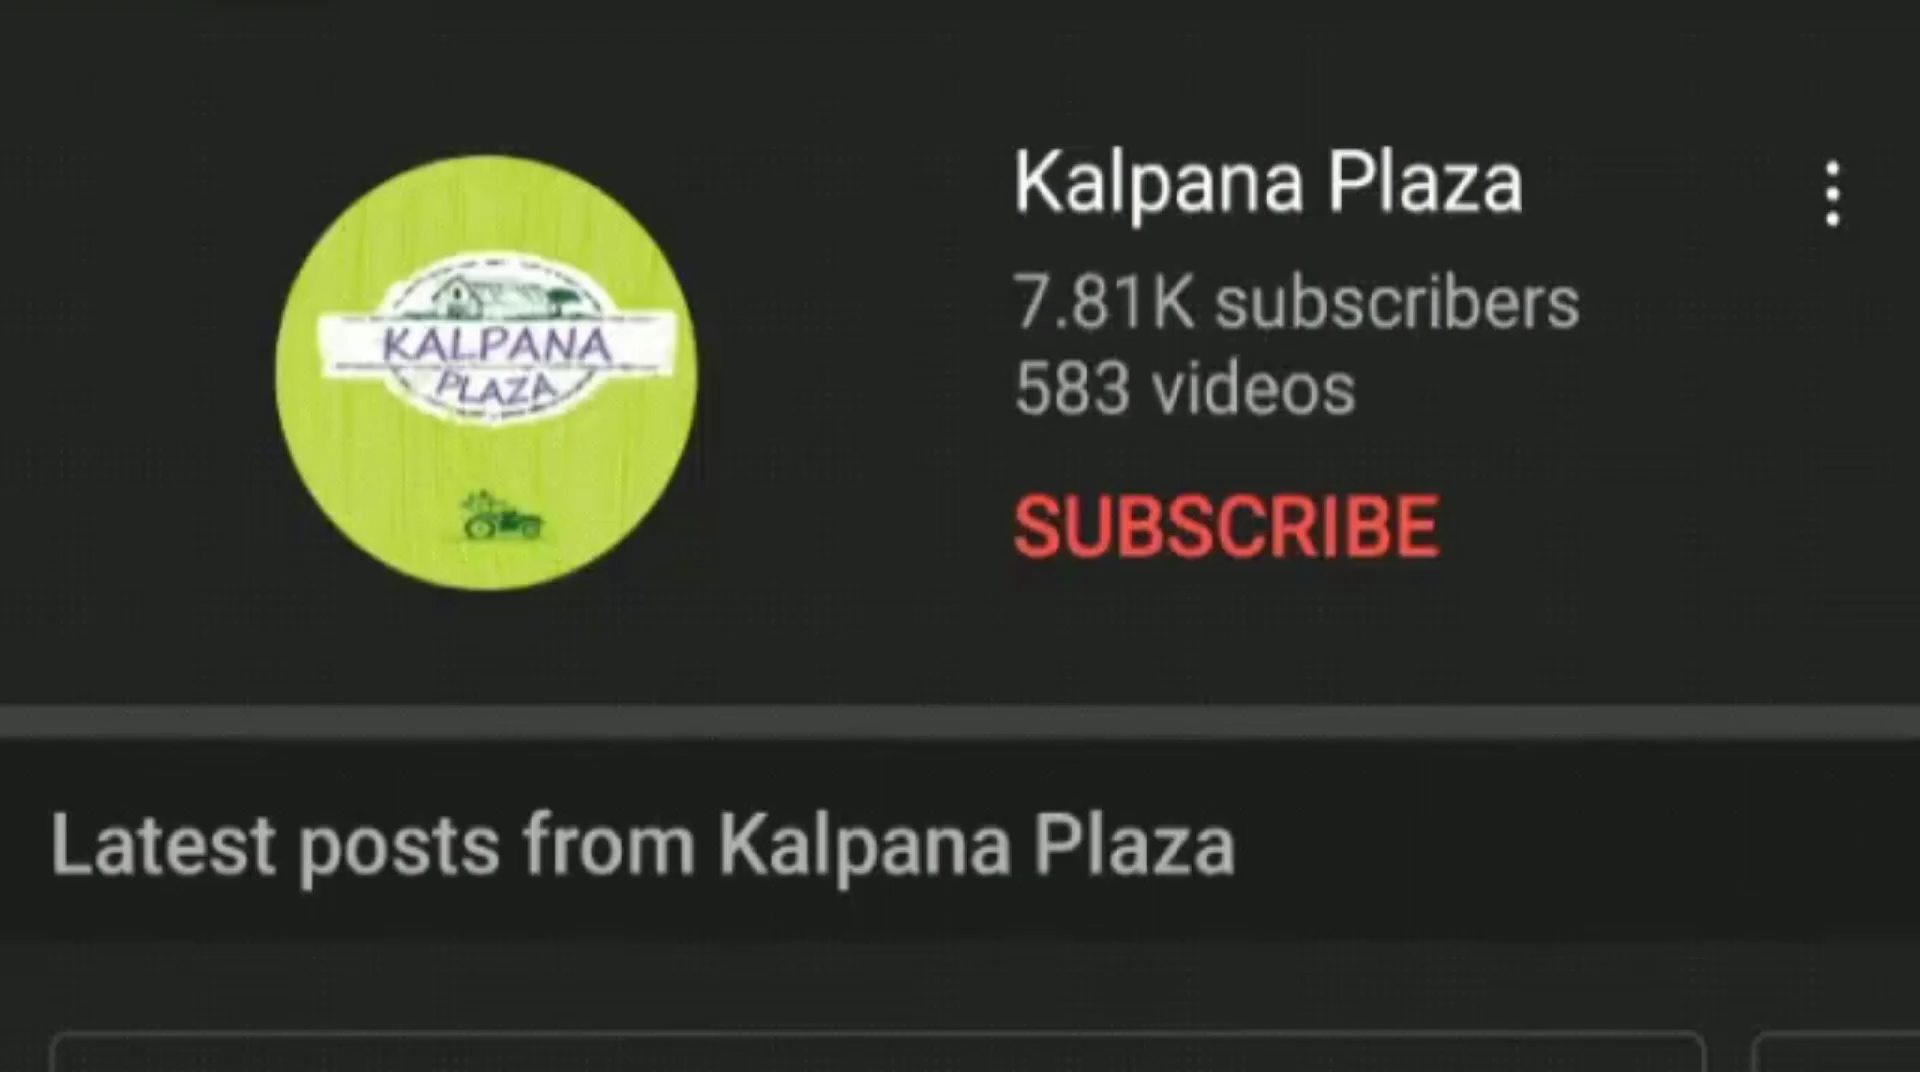 Kalpana Plaza
7.81K subscribers
583 videos
SUBSCRIBE
KALPANA
PLAZA
Latest posts from Kalpana Plaza